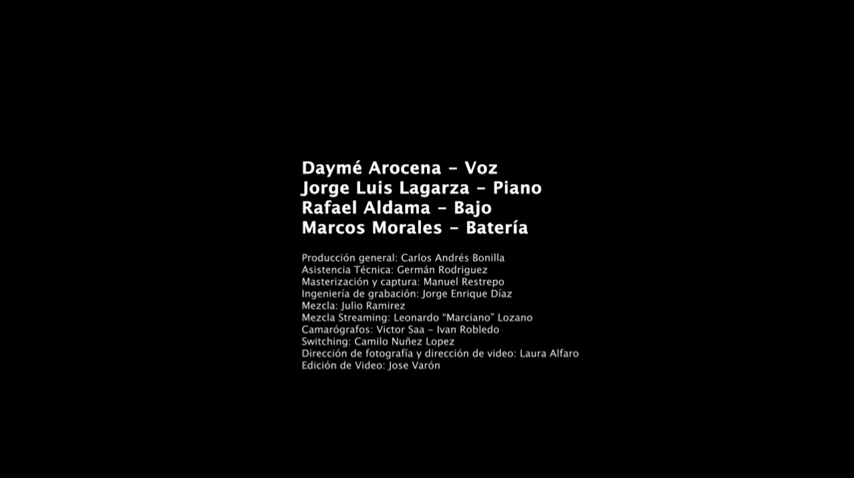 Daymé Arocena – Voz
Jorge Luis Lagarza – Piano
Rafael Aldama – Bajo
Marcos Morales – Batería
Producción general: Carlos Andrés Bonilla
Asistencia Técnica: Germán Rodriguez
Masterización y captura: Manuel Restrepo
Ingeniería de grabación: Jorge Enrique Díaz
Mezcla: Julio Ramirez
Mezcla Streaming: Leonardo “Marciano” Lozano
Camarógrafos: Victor Saa – Ivan Robledo
Switching: Camilo Nuñez Lopez
Dirección de fotografía y dirección de video: Laura Alfaro
Edición de Video: Jose Varón